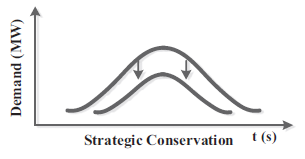 Demand (MW)
Strategic Conservation
t (s)